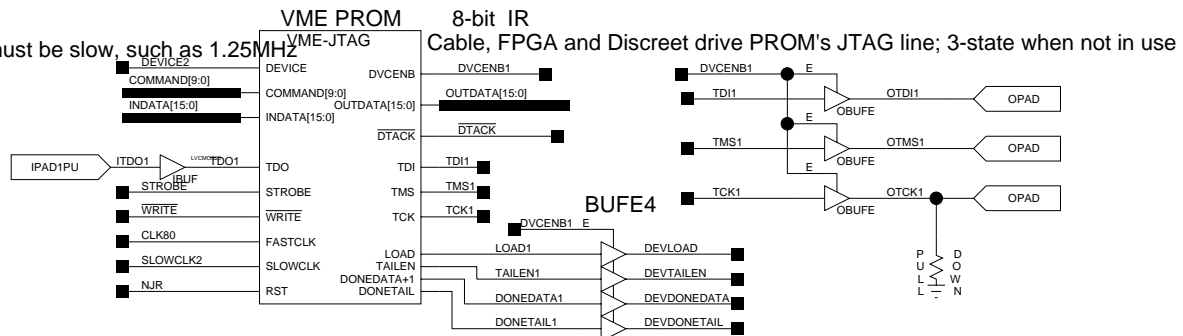 VME PROM 8-bit IR
must be slow, such as 1.25MHz
VME-JTAG
Cable, FPGA and Discreet drive PROM's JTAG line; 3-state when not in use
DEVICE2
DEVICE
COMMAND[9:0]
COMMAND[9:0]
INDATA[15:0]
INDATA[15:0]
DVCENB
DVCENB1
OUTDATA[15:0]
OUTDATA[15:0]
DTACK
DTACK
IPAD1PU
ITDO1
IBUF
TDO1
TDO
TDI
TDI1
STROBE
STROBE
TMS
TMS1
WRITE
WRITE
TCK
TCK1
CLK80
FASTCLK
SLOWCLK2
SLOWCLK
NJR
RST
LOAD
TAILEN
DONEDATA+1
DONETAIL
BUFE4
DVCENB1 E
LOAD1
DEVLOAD
TAILEN1
DEVTAILEN
DONEDATA1
DEVDONEDATA
DONETAIL1
DEVDONETAIL
DVCENB1
E
TDI1
OBUFE
OTDI1
OPAD
E
TMS1
OBUFE
OTMS1
OPAD
E
TCK1
OBUFE
OTCK1
OPAD
PULL
DOWN